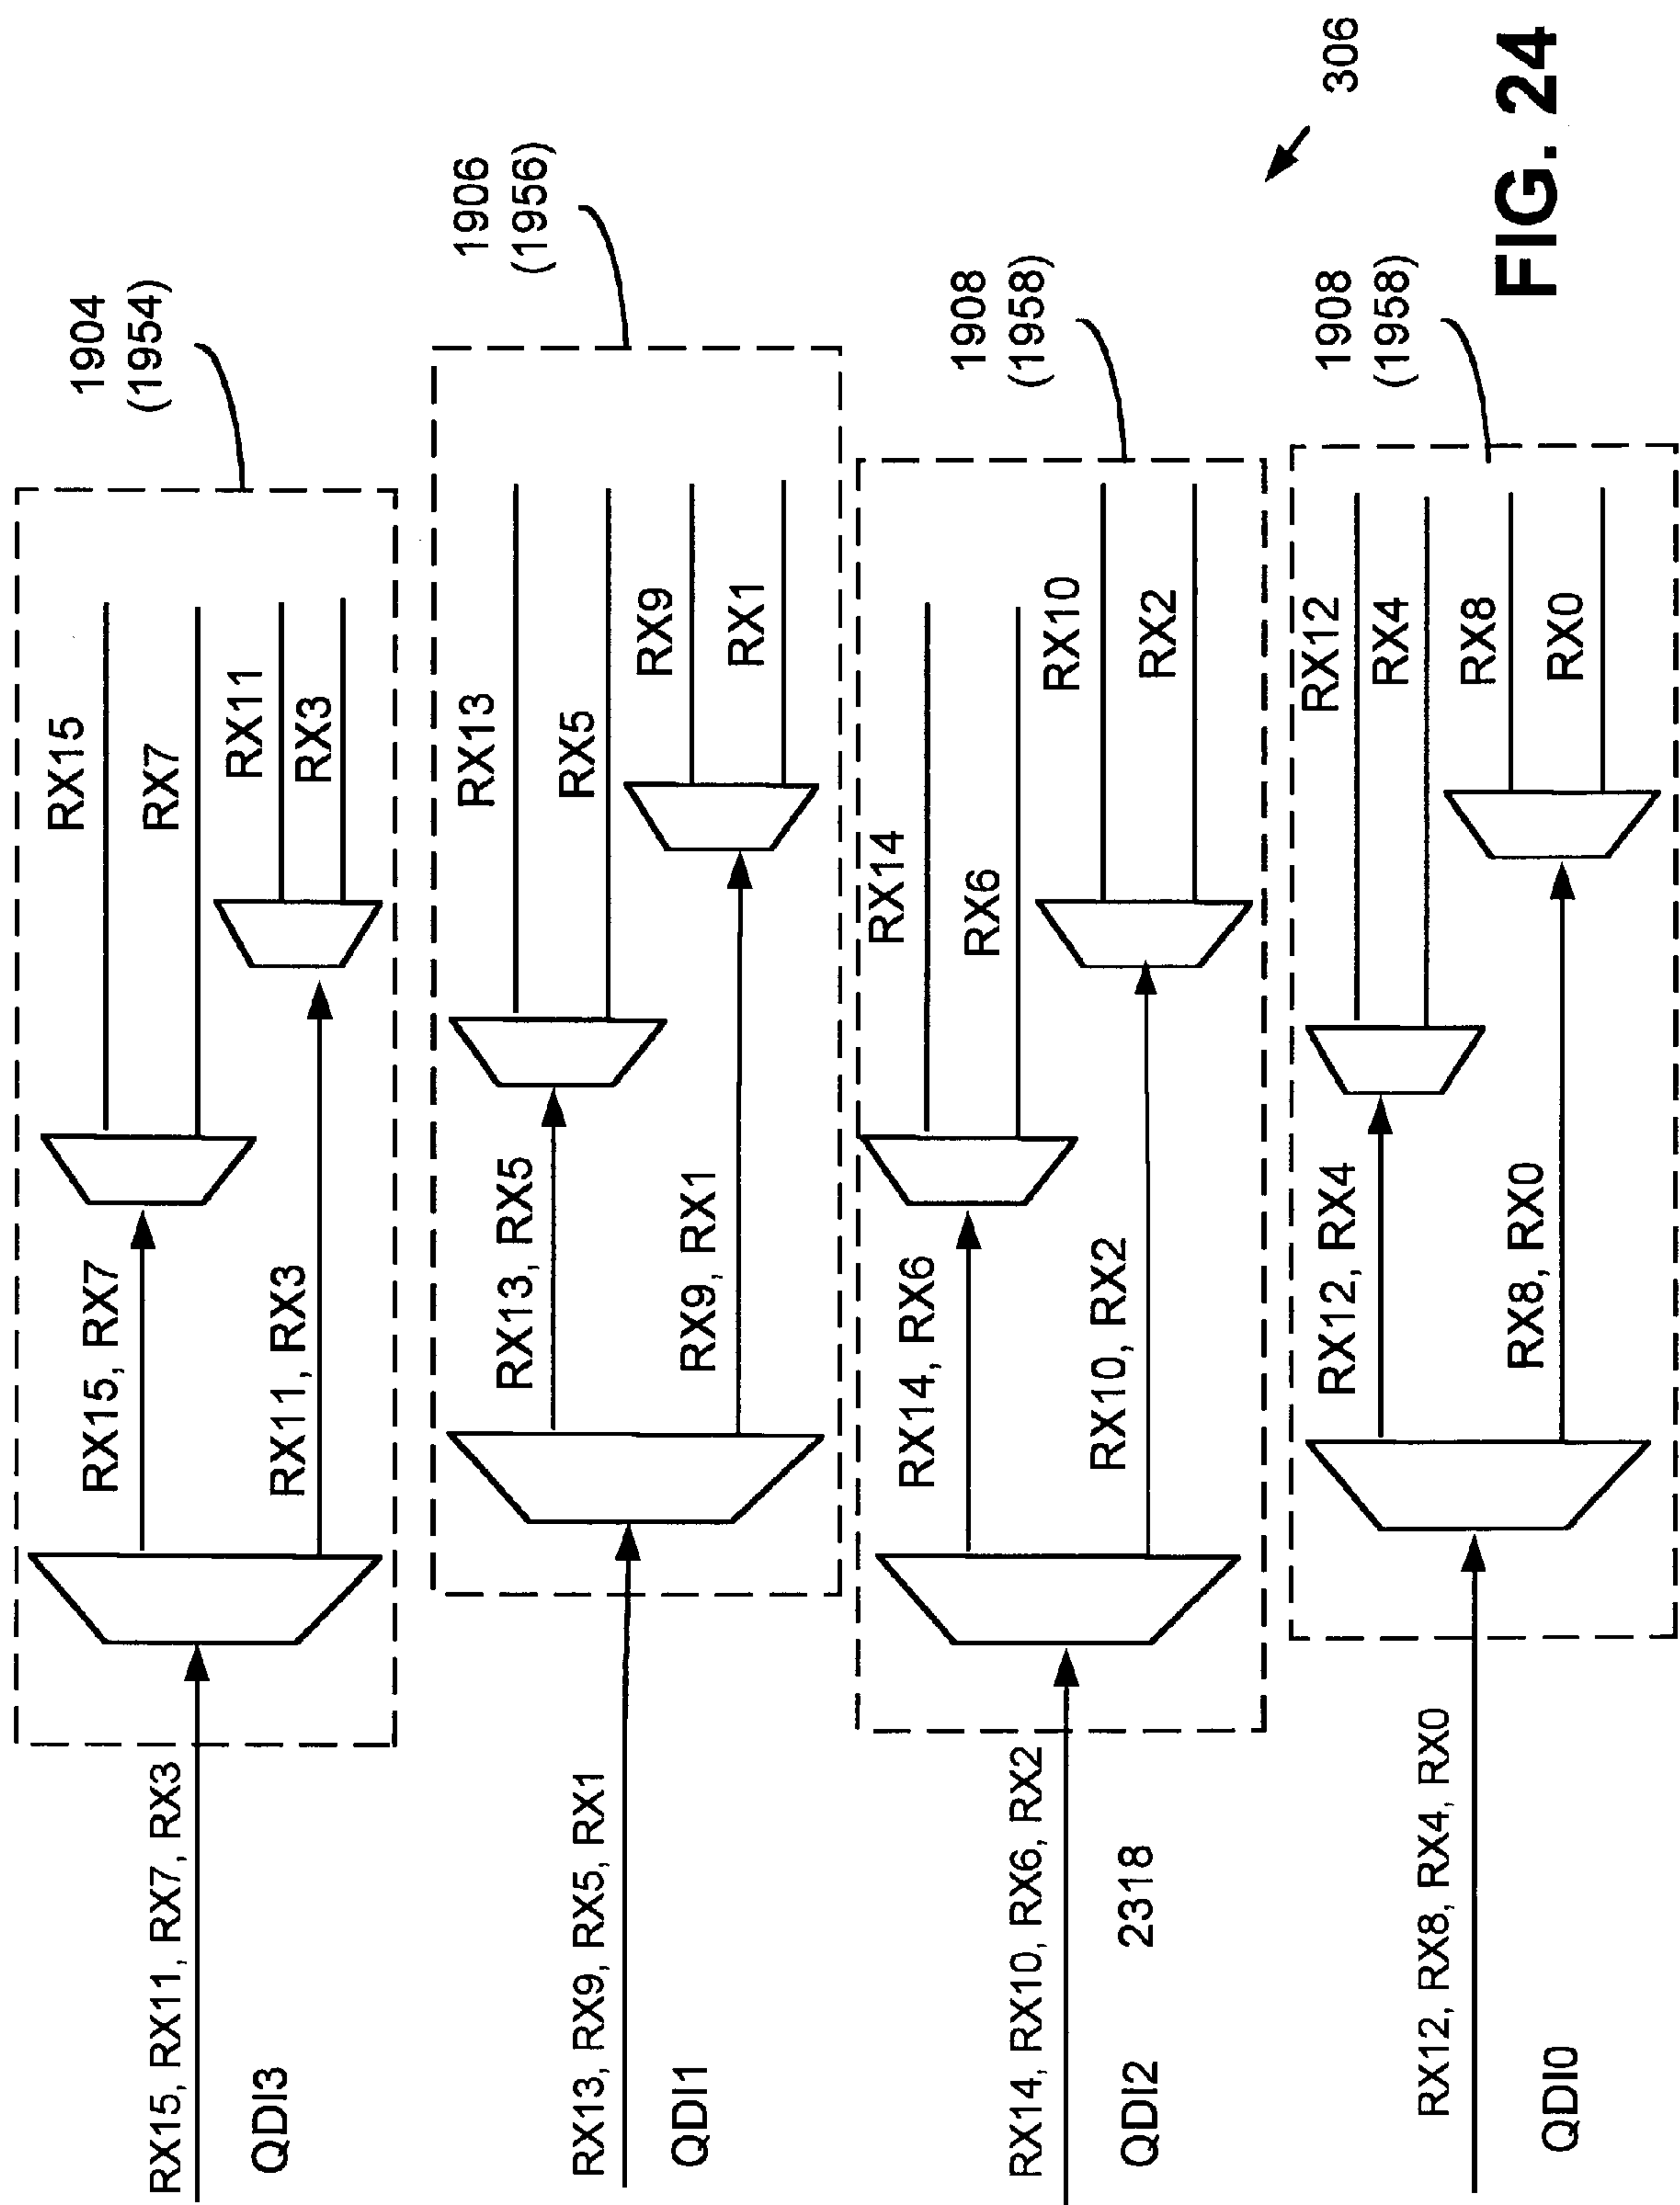 RX15, RX11, RX7, RX3
QDI3
RX15, RX7
RX11, RX3
RX15
RX7
RX11
RX3
1904
(1954)
RX13, RX9, RX5, RX1
QDI1
RX13, RX5
RX9, RX1
RX13
RX5
RX9
RX1
1906
(1956)
RX14, RX10, RX6, RX2
QDI2
2318
RX14, RX6
RX10, RX2
RX14
RX6
RX10
RX2
1908
(1958)
RX12, RX8, RX4, RX0
QDI0
RX12, RX4
RX8, RX0
RX12
RX4
RX8
RX0
1908
(1958)
306
FIG. 24